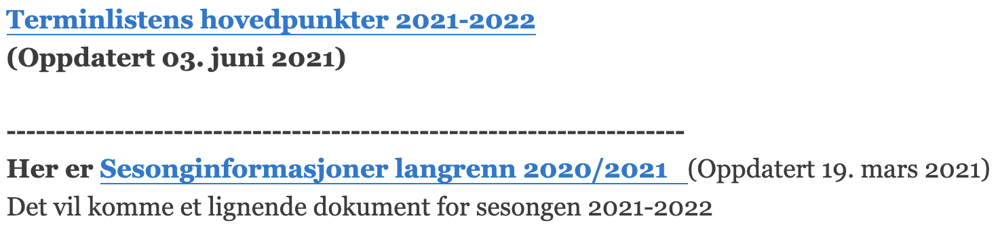 Terminlistens hovedpunkter 2021-2022
(Oppdatert 03. juni 2021)
---------------------------------------------------------------------
Her er Sesonginformasjoner langrenn 2020/2021 (Oppdatert 19. mars 2021)
Det vil komme et lignende dokument for sesongen 2021-2022